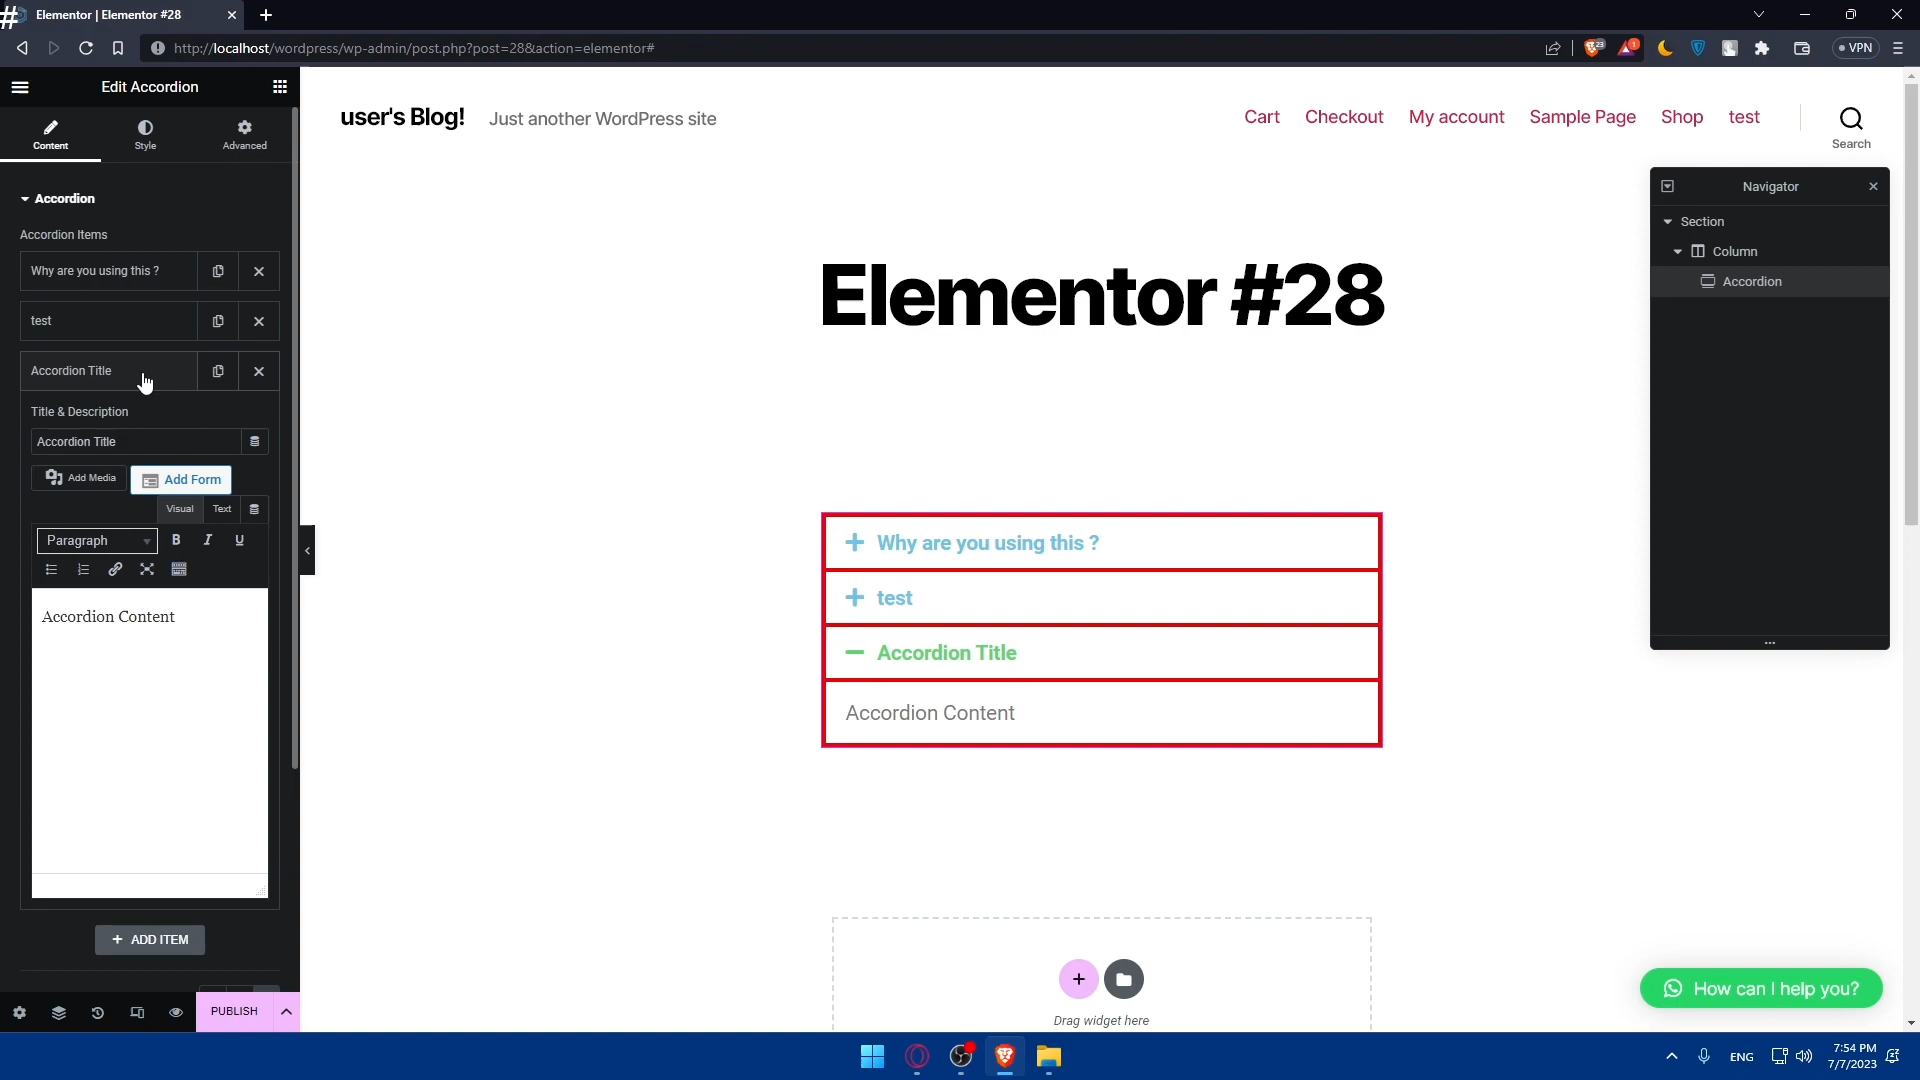 #
Elementor | Elementor #28
http://localhost/wordpress/wp-admin/post.php?post=28&action=elementor#
23
1
VPN
Edit Accordion
Content
Style
Advanced
Accordion
Accordion Items
Why are you using this ?
test
Accordion Title
Title & Description
Accordion Title
Add Media
Add Form
Visual
Text
Paragraph
B
I
U
Accordion Content
ADD ITEM
PUBLISH
user's Blog!
Just another WordPress site
Cart
Checkout
My account
Sample Page
Shop
test
Search
Elementor #28
Why are you using this ?
test
Accordion Title
Accordion Content
Drag widget here
Navigator
Section
Column
Accordion
How can I help you?
ENG
7:54 PM
7/7/2023